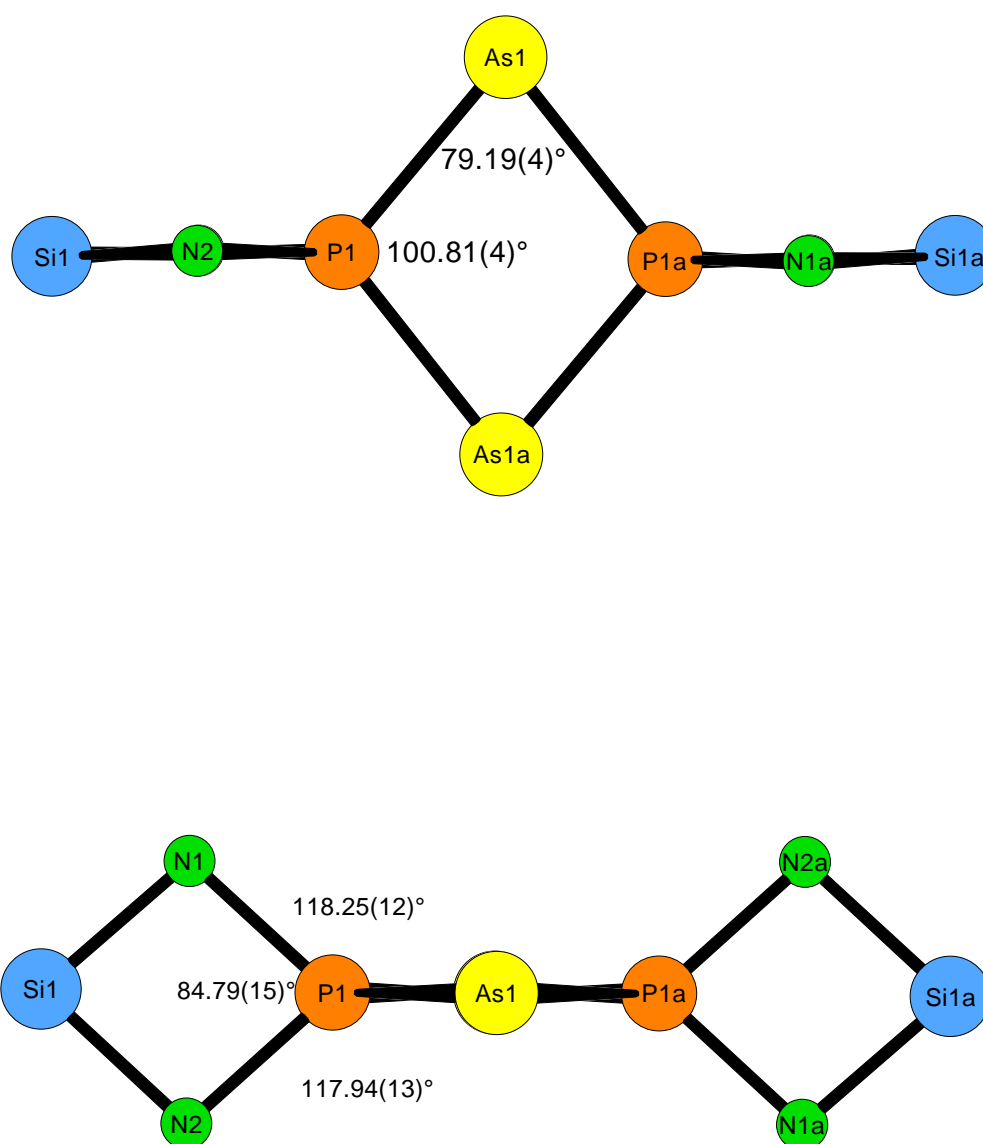 As1
79.19(4)°
Si1 N2 P1 100.81(4)° P1a N1a Si1a
As1a
N1 N2a
118.25(12)°
Si1 84.79(15)° P1 As1 P1a Si1a
117.94(13)°
N2 N1a